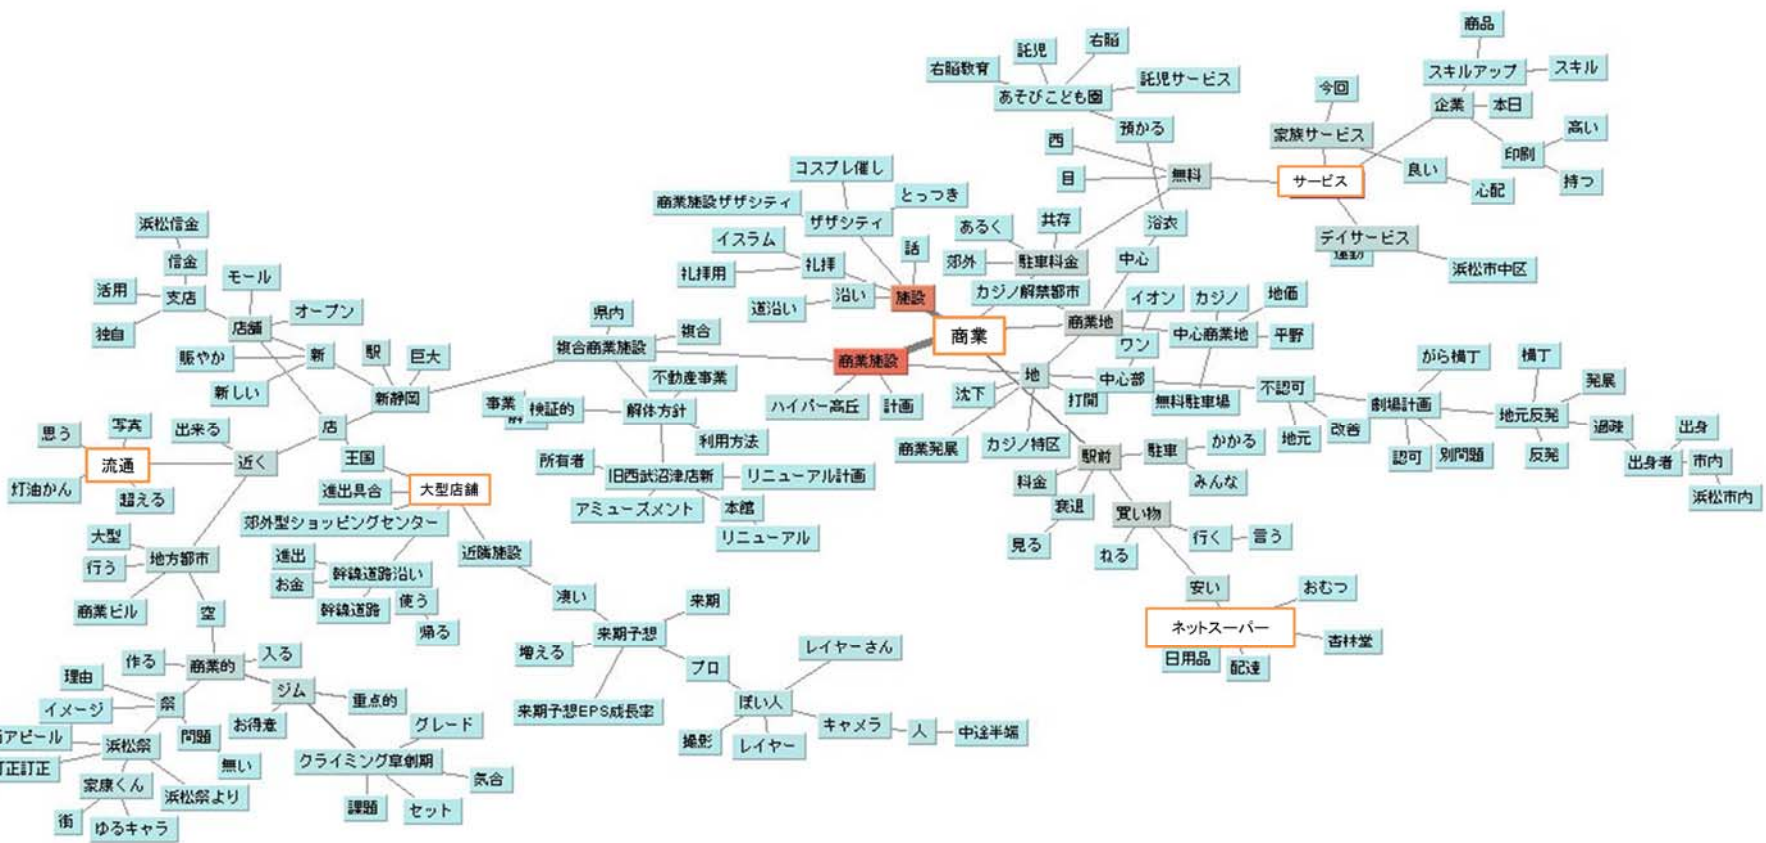 商品
スキルアップ
スキル
企業
本日
高い
印刷
持つ
今回
家族サービス
良い
心配
サービス
デイサービス
運動
浜松市中区
右脳
託児
右脳教育
託児サービス
あそびこども園
預かる
西
目
無料
浴衣
コスプレ催し
商業施設ザザシティ
とっつき
ザザシティ
イスラム
話
礼拝
礼拝用
沿い
道沿い
施設
あるく
共存
郊外
駐車料金
中心
カジノ解禁都市
イオン
カジノ
地価
商業
商業地
中心商業地
平野
ワン
商業施設
地
中心部
ハイパー高丘
計画
沈下
打開
無料駐車場
商業発展
カジノ特区
不認可
地元
改善
がら横丁
横丁
発展
劇場計画
地元反発
過疎
認可
別問題
反発
出身
出身者
市内
浜松市内
駅前
駐車
かかる
みんな
料金
衰退
見る
買い物
ねる
行く
言う
安い
おむつ
ネットスーパー
杏林堂
日用品
配達
県内
複合
複合商業施設
不動産事業
事業
検証的
解体方針
利用方法
所有者
旧西武沼津店新
リニューアル計画
アミューズメント
本館
リニューアル
浜松信金
信金
モール
活用
支店
オープン
独自
店舗
賑やか
新
駅
巨大
新しい
新静岡
店
出来る
写真
思う
流通
近く
灯油かん
超える
王国
進出具合
大型店舗
郊外型ショッピングセンター
近隣施設
進出
お金
幹線道路沿い
幹線道路
使う
帰る
大型
行う
地方都市
商業ビル
空
凄い
来期
来期予想
増える
プロ
来期予想EPS成長率
レイヤーさん
ぽい人
キャメラ
人
中途半端
撮影
レイヤー
作る
商業的
入る
理由
ジム
重点的
イメージ
祭
お得意
グレード
アピール
浜松祭
問題
クライミング草創期
訂正訂正
無い
気合
家康くん
浜松祭より
課題
セット
街
ゆるキャラ